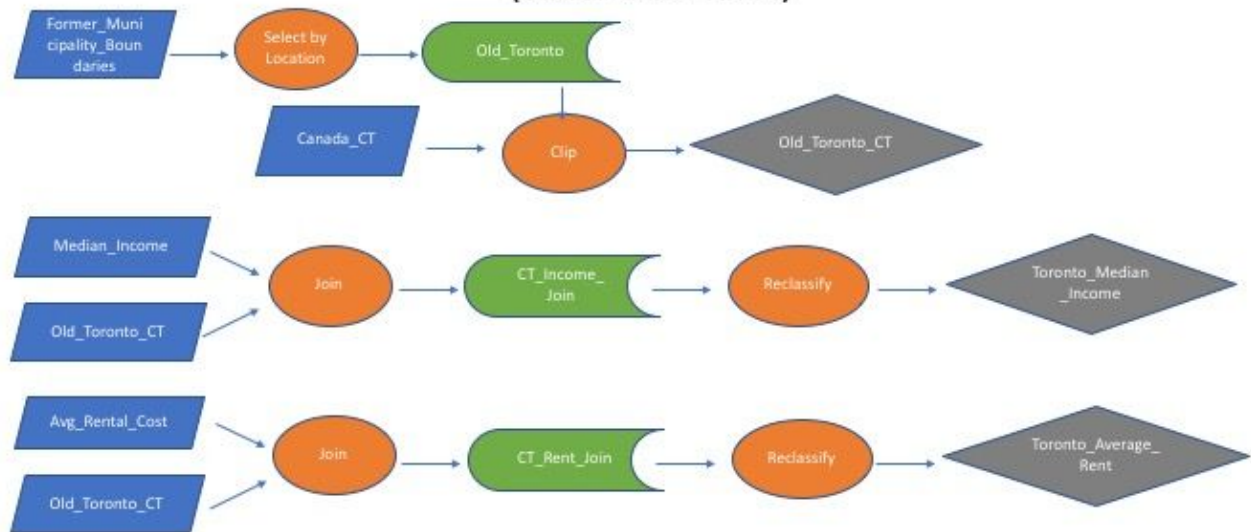 Former_Muni
cipality_Boun
daries
Select by
Location
Old_Toronto
Canada_CT
Clip
Old_Toronto_CT
Median_Income
Old_Toronto_CT
Join
CT_Income_
Join
Reclassify
Toronto_Median
_Income
Avg_Rental_Cost
Old_Toronto_CT
Join
CT_Rent_Join
Reclassify
Toronto_Average_
Rent